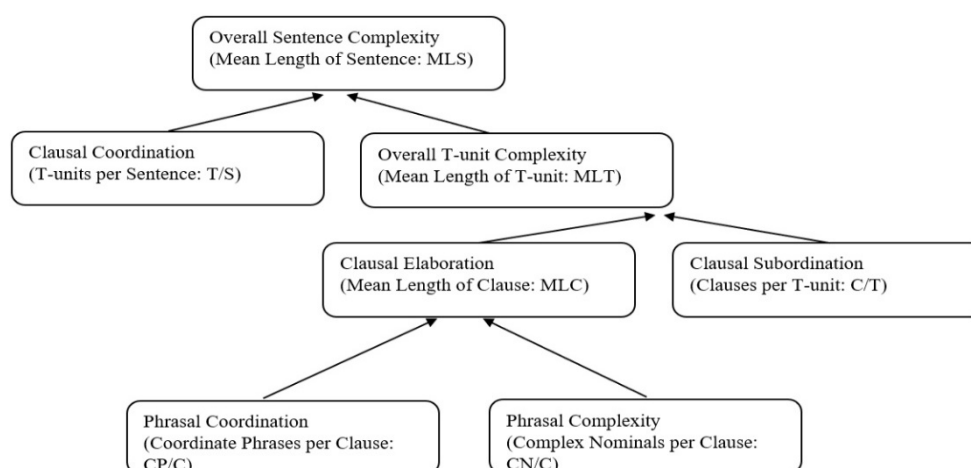 Overall Sentence Complexity
(Mean Length of Sentence: MLS)
Clausal Coordination
(T-units per Sentence: T/S)
Overall T-unit Complexity
(Mean Length of T-unit: MLT)
Clausal Elaboration
(Mean Length of Clause: MLC)
Clausal Subordination
(Clauses per T-unit: C/T)
Phrasal Coordination
(Coordinate Phrases per Clause:
CP/C)
Phrasal Complexity
(Complex Nominals per Clause:
CN/C)